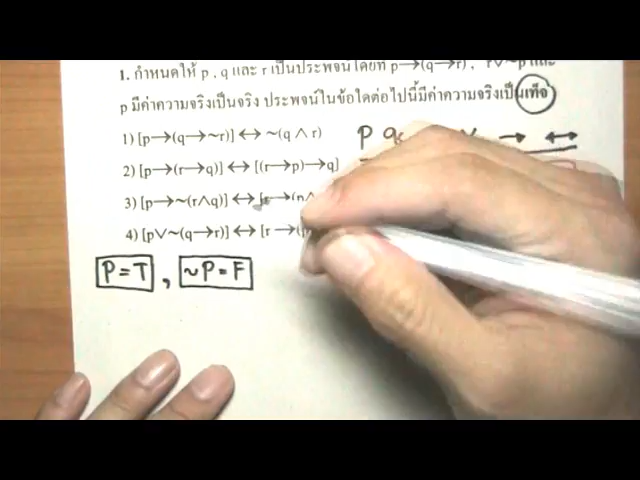 1. กำหนดให้ p , q และ r เป็นประพจน์โดยที่ p→(q→r) , r∨~p และ
p มีค่าความจริงเป็นจริง ประพจน์ในข้อใดต่อไปนี้มีค่าความจริงเป็นเท็จ
1) [p→(q→~r)] ↔ ~(q ∧ r)
P → ↔
2) [p→(r→q)] ↔ [(r→p)→q]
3) [p→~(r∧q)] ↔
4) [p∨~(q→r)] ↔ [r →
P = T , ~P = F